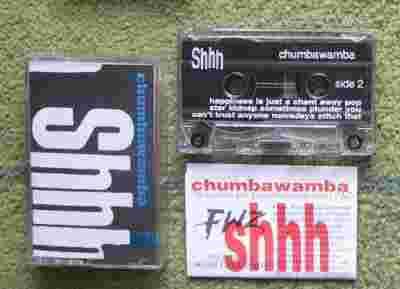 chumbawamba
Shhh
Shhh
chumbawamba
side 2
happiness is just a chant away pop
star kidnap sometimes plunder you
can't trust anyone nowadays stitch that
chumbawamba
FWZ
shhh